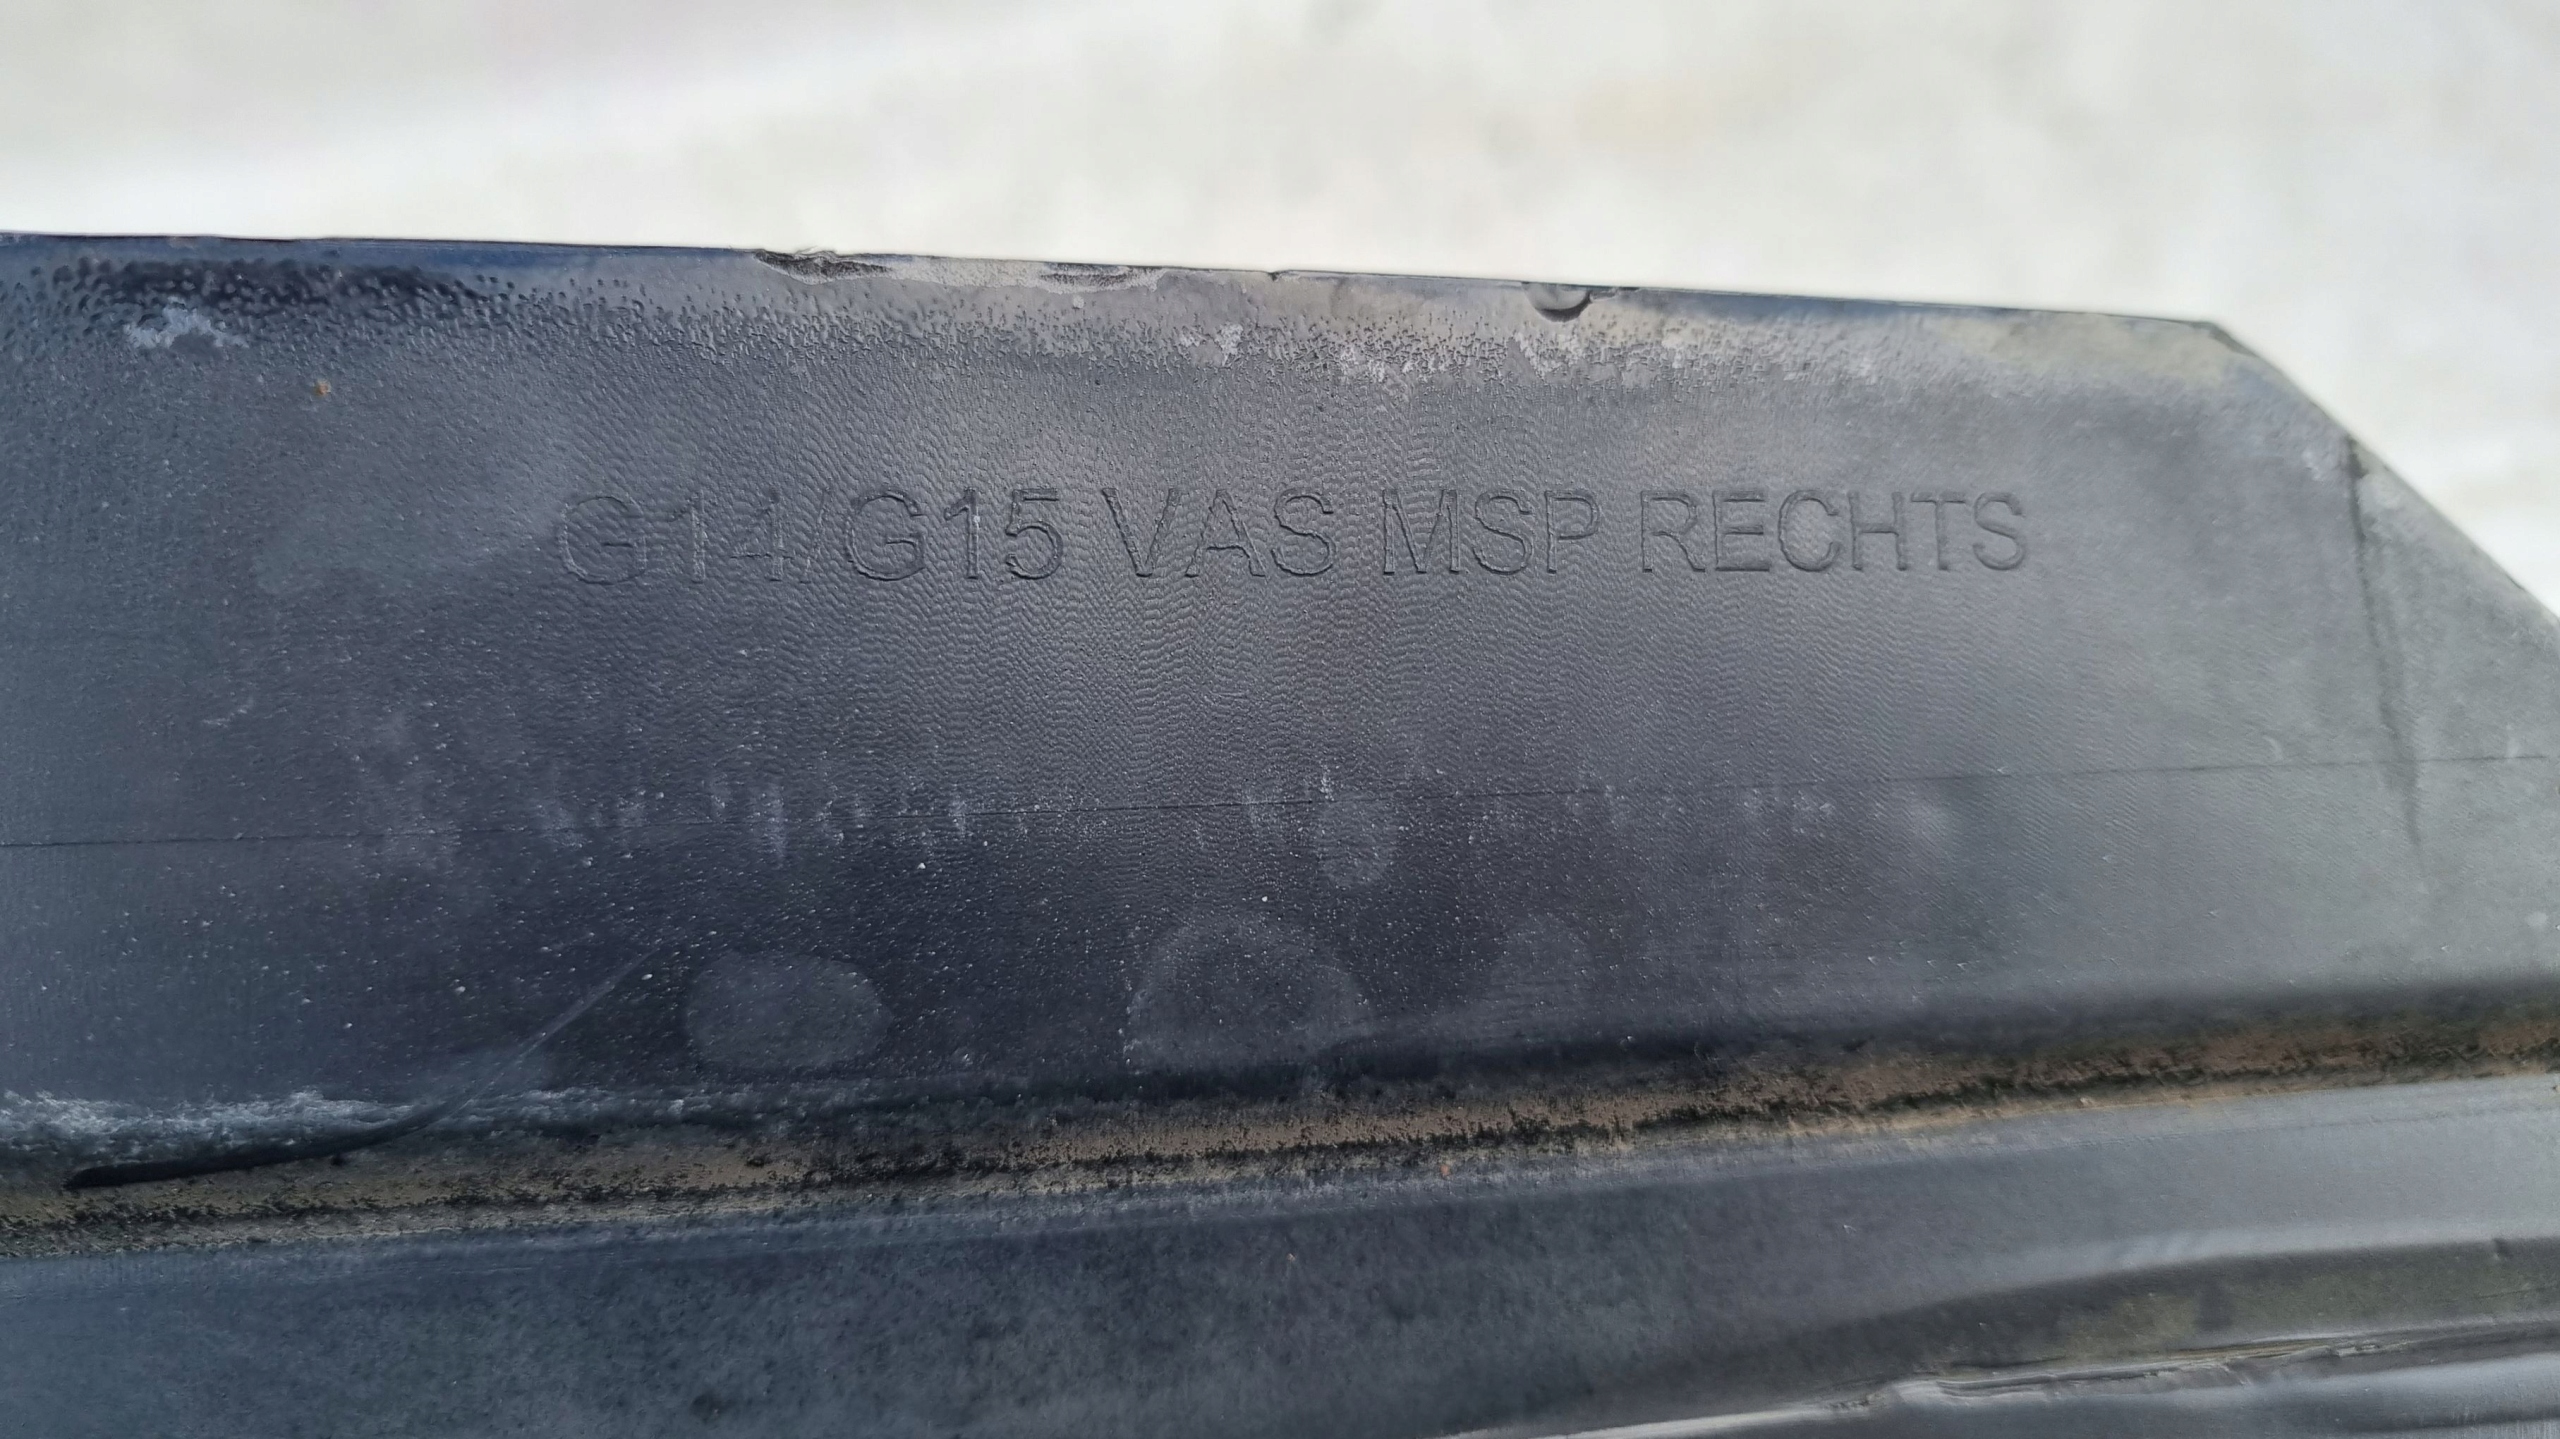 G14/G15 VAS MSP RECHTS